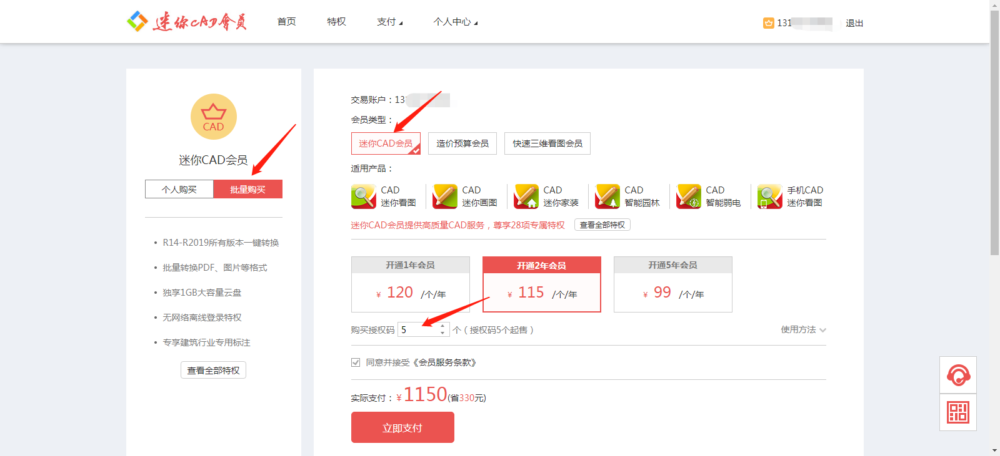 迷你CAD會員
首页 特权 支付 个人中心
131 退出
CAD
迷你CAD会员
个人购买 批量购买
R14-R2019所有版本一键转换
批量转换PDF、图片等格式
独享1GB大容量云盘
无网络离线登录特权
专享建筑行业专用标注
查看全部特权
交易账户：13
会员类型：
迷你CAD会员 造价预算会员 快速三维看图会员
适用产品：
CAD 迷你看图
CAD 迷你画图
CAD 迷你家装
CAD 智能园林
CAD 智能弱电
手机CAD 迷你看图
迷你CAD会员提供高质量CAD服务，尊享28项专属特权 查看全部特权
开通1年会员 开通2年会员 开通5年会员
¥ 120 /个/年 ¥ 115 /个/年 ¥ 99 /个/年
购买授权码 5 个（授权码5个起售） 使用方法
同意并接受《会员服务条款》
实际支付：¥1150(省330元)
立即支付